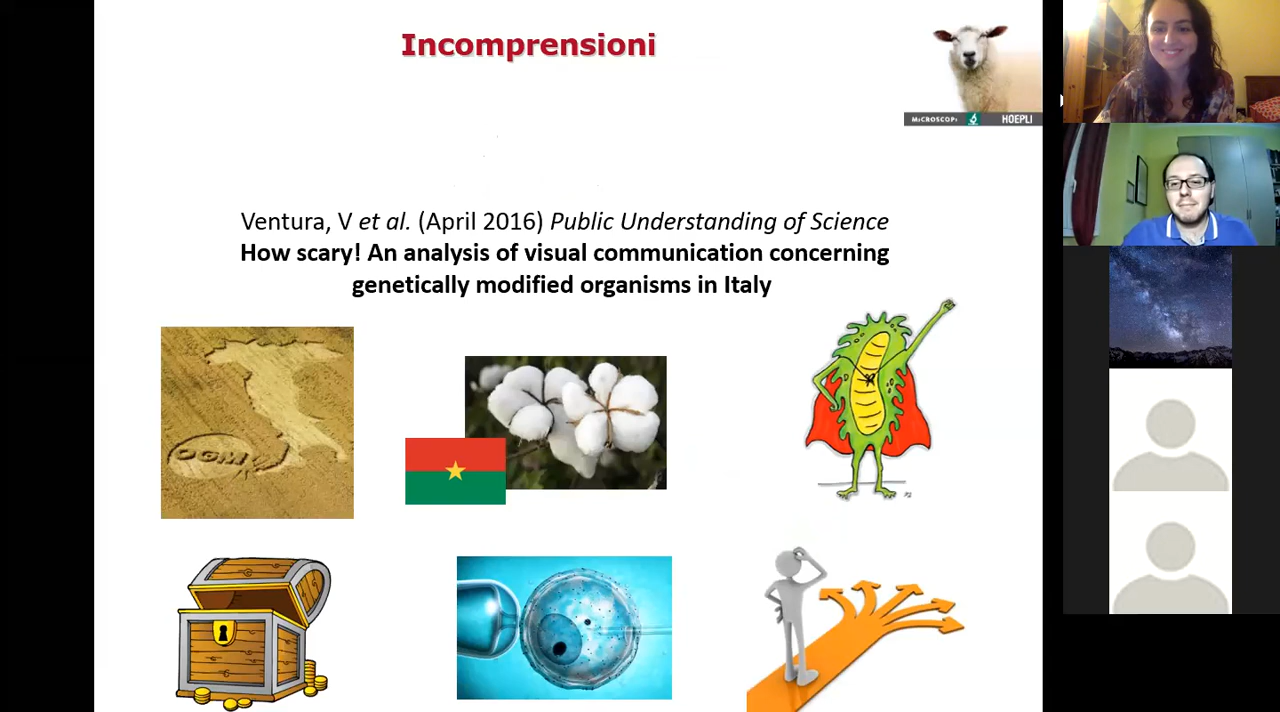 Incomprensioni
MICROSCOPI HOEPLI
Ventura, V et al. (April 2016) Public Understanding of Science
How scary! An analysis of visual communication concerning
genetically modified organisms in Italy
OGM